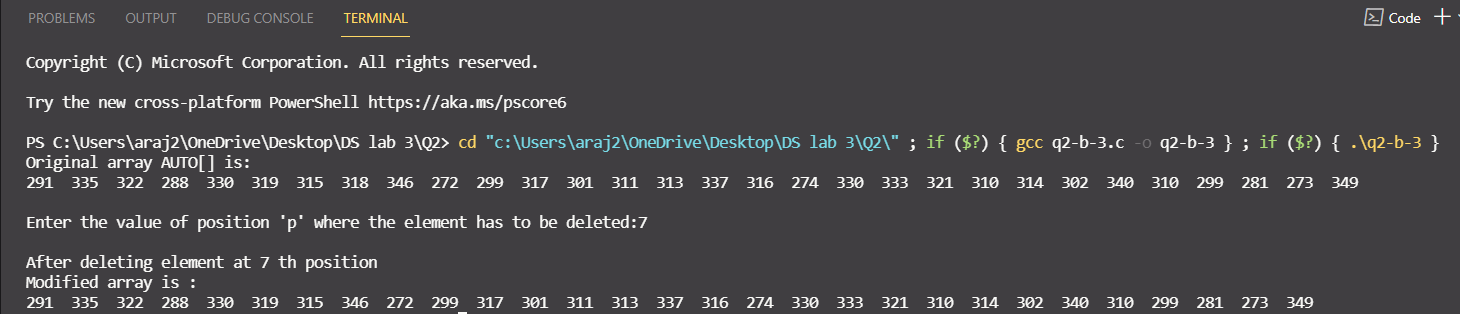 PROBLEMS OUTPUT DEBUG CONSOLE TERMINAL Code
Copyright (C) Microsoft Corporation. All rights reserved.
Try the new cross-platform PowerShell https://aka.ms/pscore6
PS C:\Users\araj2\OneDrive\Desktop\DS lab 3\Q2> cd "c:\Users\araj2\OneDrive\Desktop\DS lab 3\Q2\" ; if ($?) { gcc q2-b-3.c -o q2-b-3 } ; if ($?) { .\q2-b-3 }
Original array AUTO[] is:
291 335 322 288 330 319 315 318 346 272 299 317 301 311 313 337 316 274 330 333 321 310 314 302 340 310 299 281 273 349
Enter the value of position 'p' where the element has to be deleted:7
After deleting element at 7 th position
Modified array is :
291 335 322 288 330 319 315 346 272 299 317 301 311 313 337 316 274 330 333 321 310 314 302 340 310 299 281 273 349